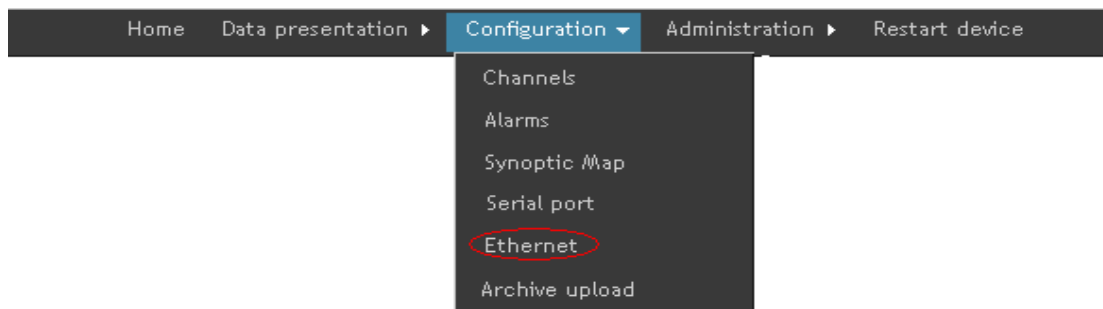 Home Data presentation Configuration Administration Restart device
Channels
Alarms
Synoptic Map
Serial port
Ethernet
Archive upload